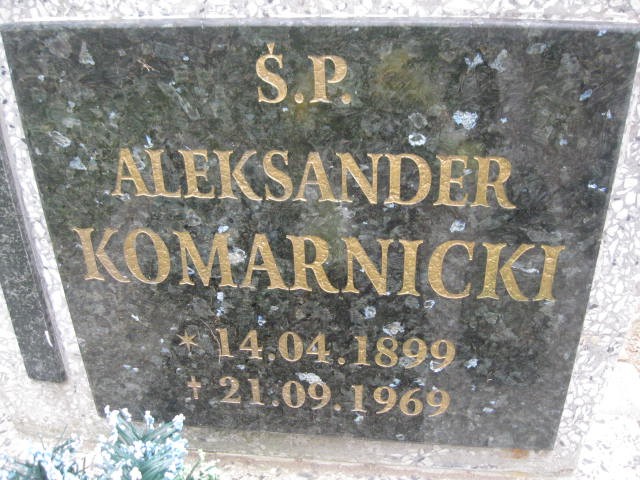 Ś.P.
ALEKSANDER
KOMARNICKI
* 14.04.1899
✝ 21.09.1969